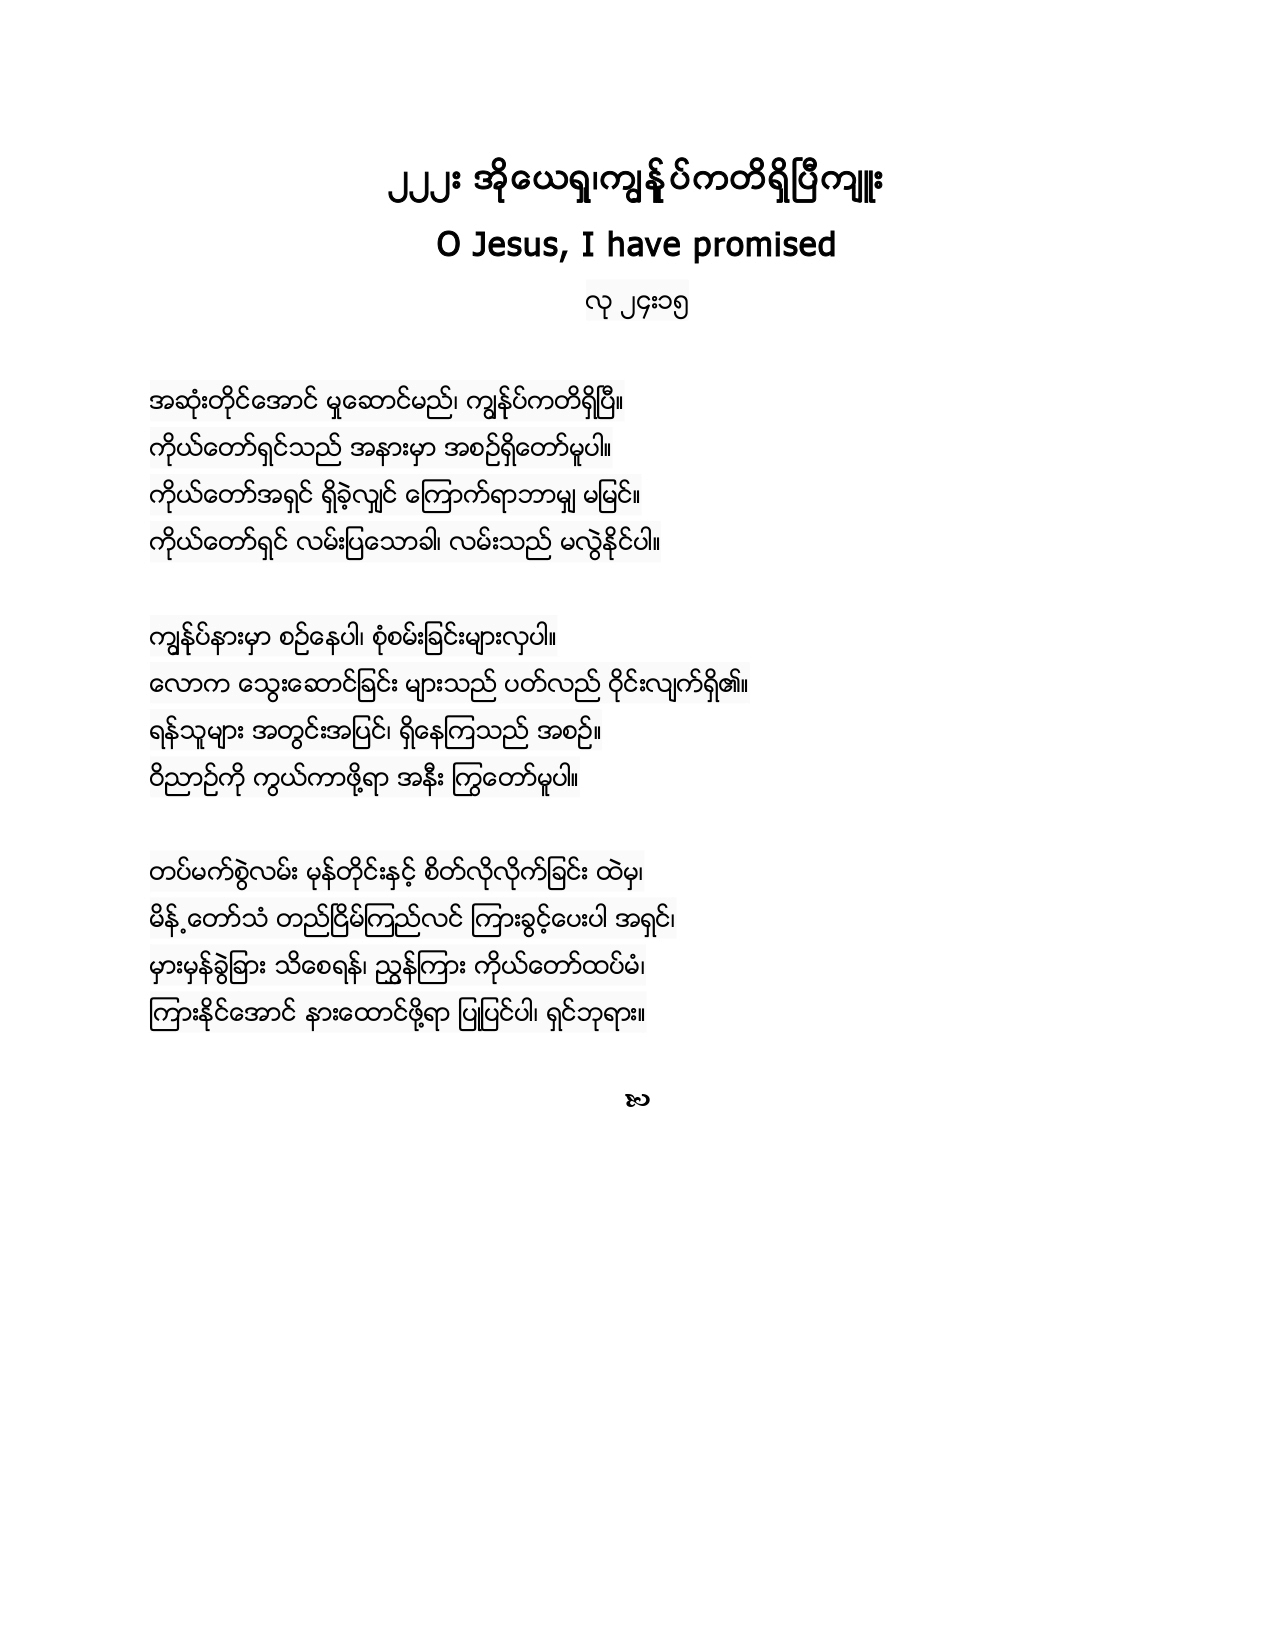 ၂၂၂း အိုယေရှု၊ကျွန်ုပ်ကတိရှိပြီကျူး
O Jesus, I have promised
လု ၂၄း၁၅
အဆုံးတိုင်အောင် မှုဆောင်မည်၊ ကျွန်ုပ်ကတိရှိပြီ။
ကိုယ်တော်ရှင်သည် အနားမှာ အစဉ်ရှိတော်မူပါ။
ကိုယ်တော်အရှင် ရှိခဲ့လျှင် ကြောက်ရာဘာမျှ မမြင်။
ကိုယ်တော်ရှင် လမ်းပြသောခါ၊ လမ်းသည် မလွဲနိုင်ပါ။
ကျွန်ုပ်နားမှာ စဉ်နေပါ၊ စုံစမ်းခြင်းများလှပါ။
လောက သွေးဆောင်ခြင်း များသည် ပတ်လည် ဝိုင်းလျက်ရှိ၏။
ရန်သူများ အတွင်းအပြင်၊ ရှိနေကြသည် အစဉ်။
ဝိညာဉ်ကို ကွယ်ကာဖို့ရာ အနီး ကြွတော်မူပါ။
တပ်မက်စွဲလမ်း မုန်တိုင်းနှင့် စိတ်လိုလိုက်ခြင်း ထဲမှ၊
မိန့်တော်သံ တည်ငြိမ်ကြည်လင် ကြားခွင့်ပေးပါ အရှင်၊
မှားမှန်ခွဲခြား သိစေရန်၊ ညွှန်ကြား ကိုယ်တော်ထပ်မံ၊
ကြားနိုင်အောင် နားထောင်ဖို့ရာ ပြုပြင်ပါ၊ ရှင်ဘုရား။